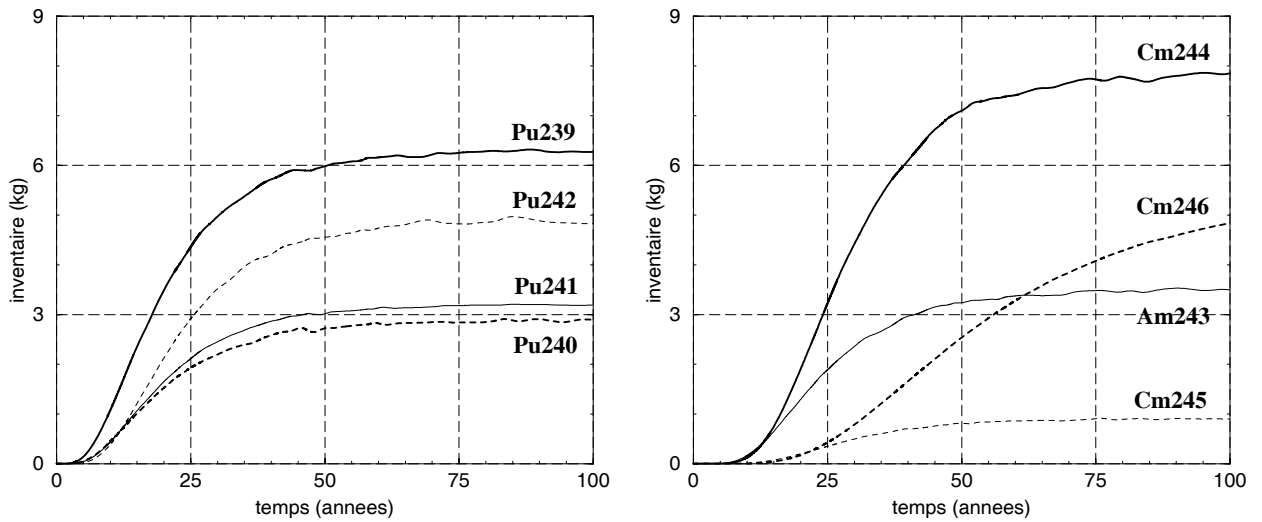 9
6
3
0
inventaire (kg)
Pu239
Pu242
Pu241
Pu240
0
25
50
75
100
temps (annees)
9
6
3
0
inventaire (kg)
Cm244
Cm246
Am243
Cm245
0
25
50
75
100
temps (annees)